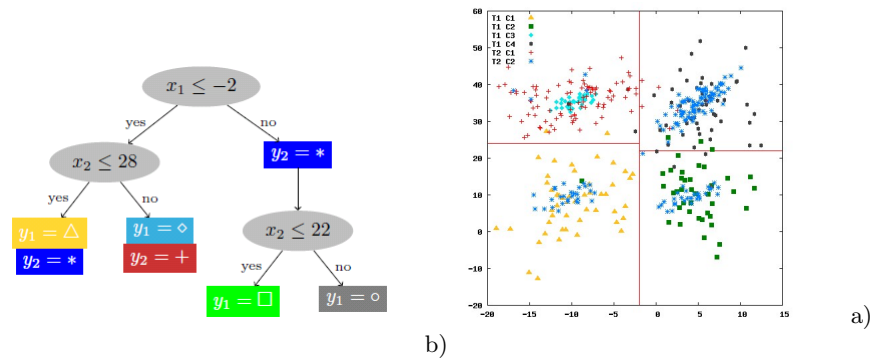 x₁ ≤ −2
yes
no
x₂ ≤ 28
y₂ = *
yes
no
y₁ = △
y₂ = *
y₁ = ⋄
y₂ = +
x₂ ≤ 22
yes
no
y₁ = □
y₁ = ○
b)
60
50
40
30
20
10
0
-10
-20
T1 C1
T1 C2
T1 C3
T1 C4
T2 C1
T2 C2
-20
-15
-10
-5
0
5
10
15
a)